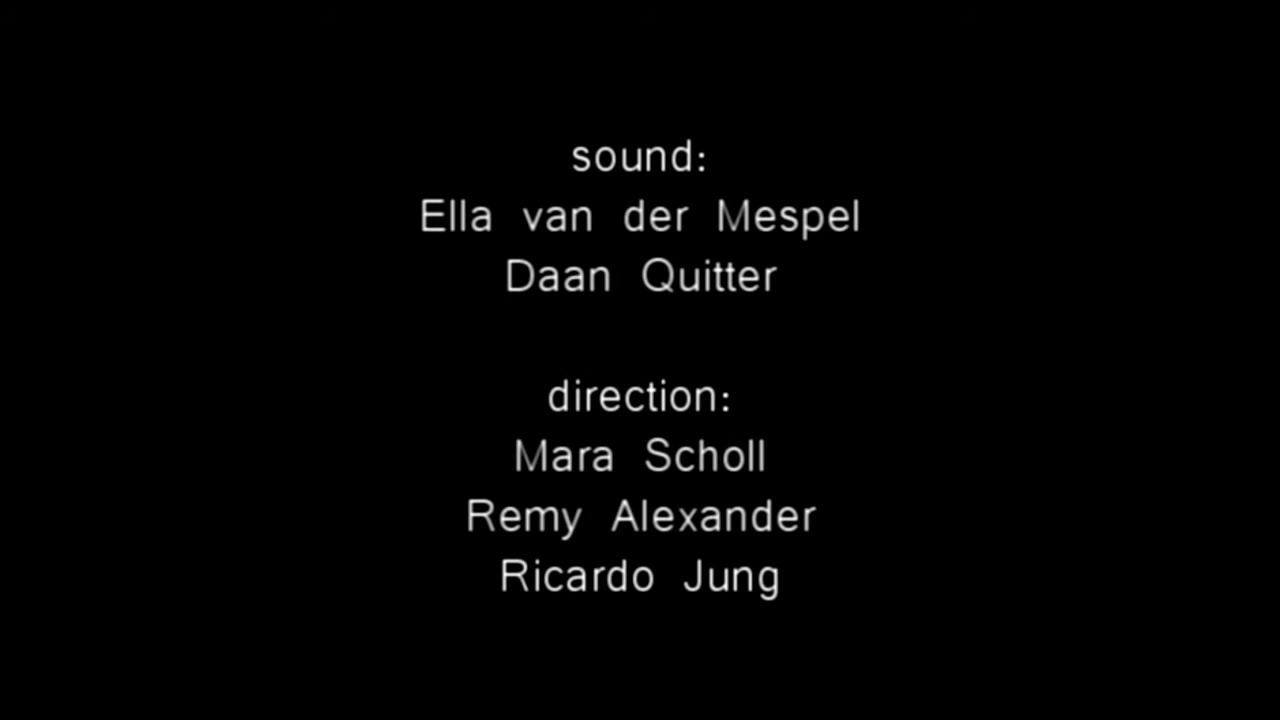 sound:
Ella van der Mespel
Daan Quitter
direction:
Mara Scholl
Remy Alexander
Ricardo Jung